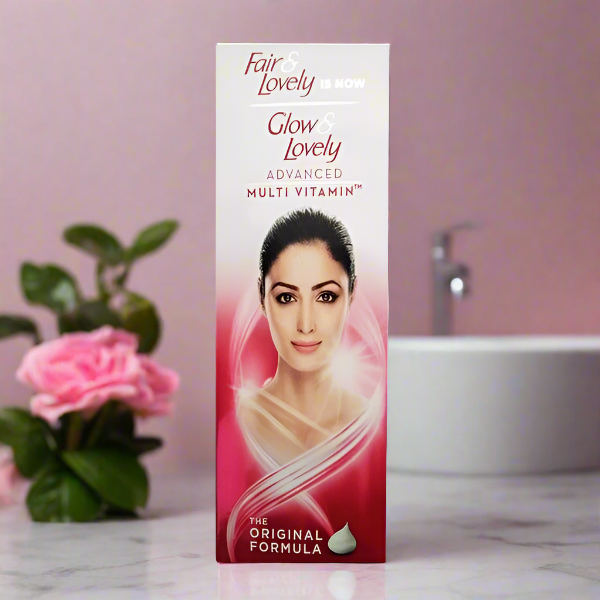 Fair &
Lovely IS NOW
Glow &
Lovely
ADVANCED
MULTI VITAMIN™
THE
ORIGINAL
FORMULA